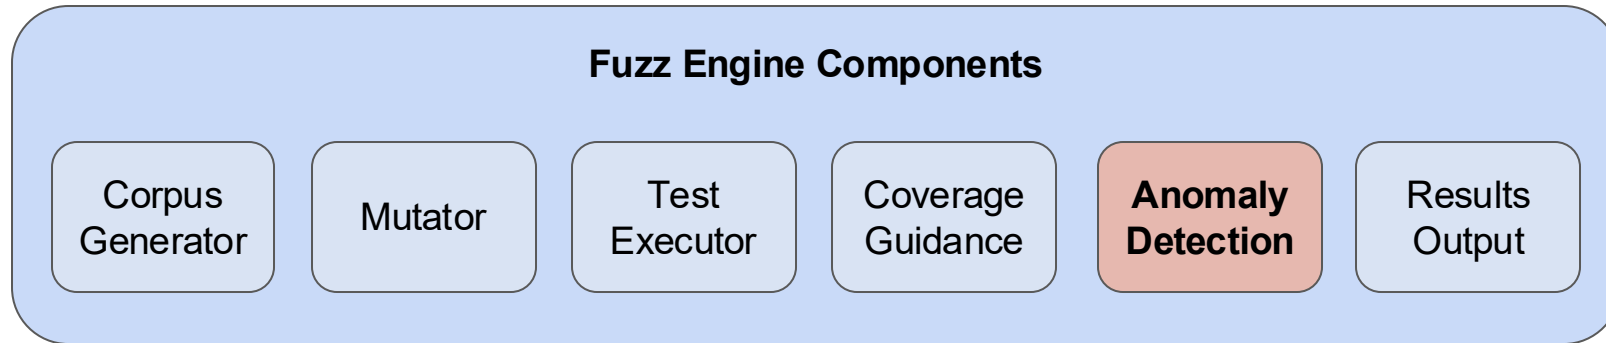 Fuzz Engine Components
Corpus
Generator
Mutator
Test
Executor
Coverage
Guidance
Anomaly
Detection
Results
Output